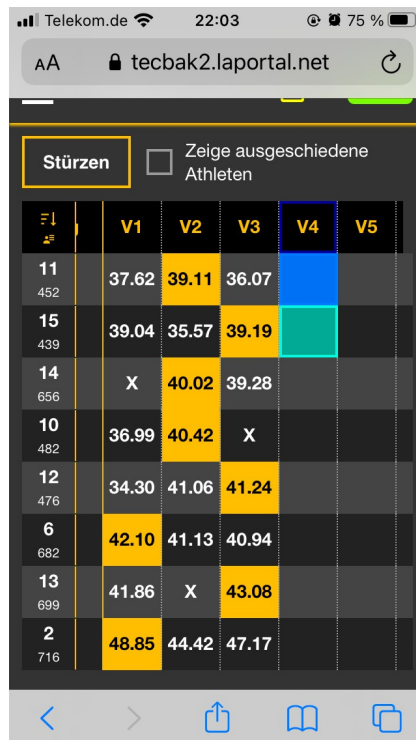 Telekom.de 22:03 75 %
AA tecbak2.laportal.net
Stürzen Zeige ausgeschiedene
Athleten
V1 V2 V3 V4 V5
11 37.62 39.11 36.07
452
15 39.04 35.57 39.19
439
14 X 40.02 39.28
656
10 36.99 40.42 X
482
12 34.30 41.06 41.24
476
6 42.10 41.13 40.94
682
13 41.86 X 43.08
699
2 48.85 44.42 47.17
716